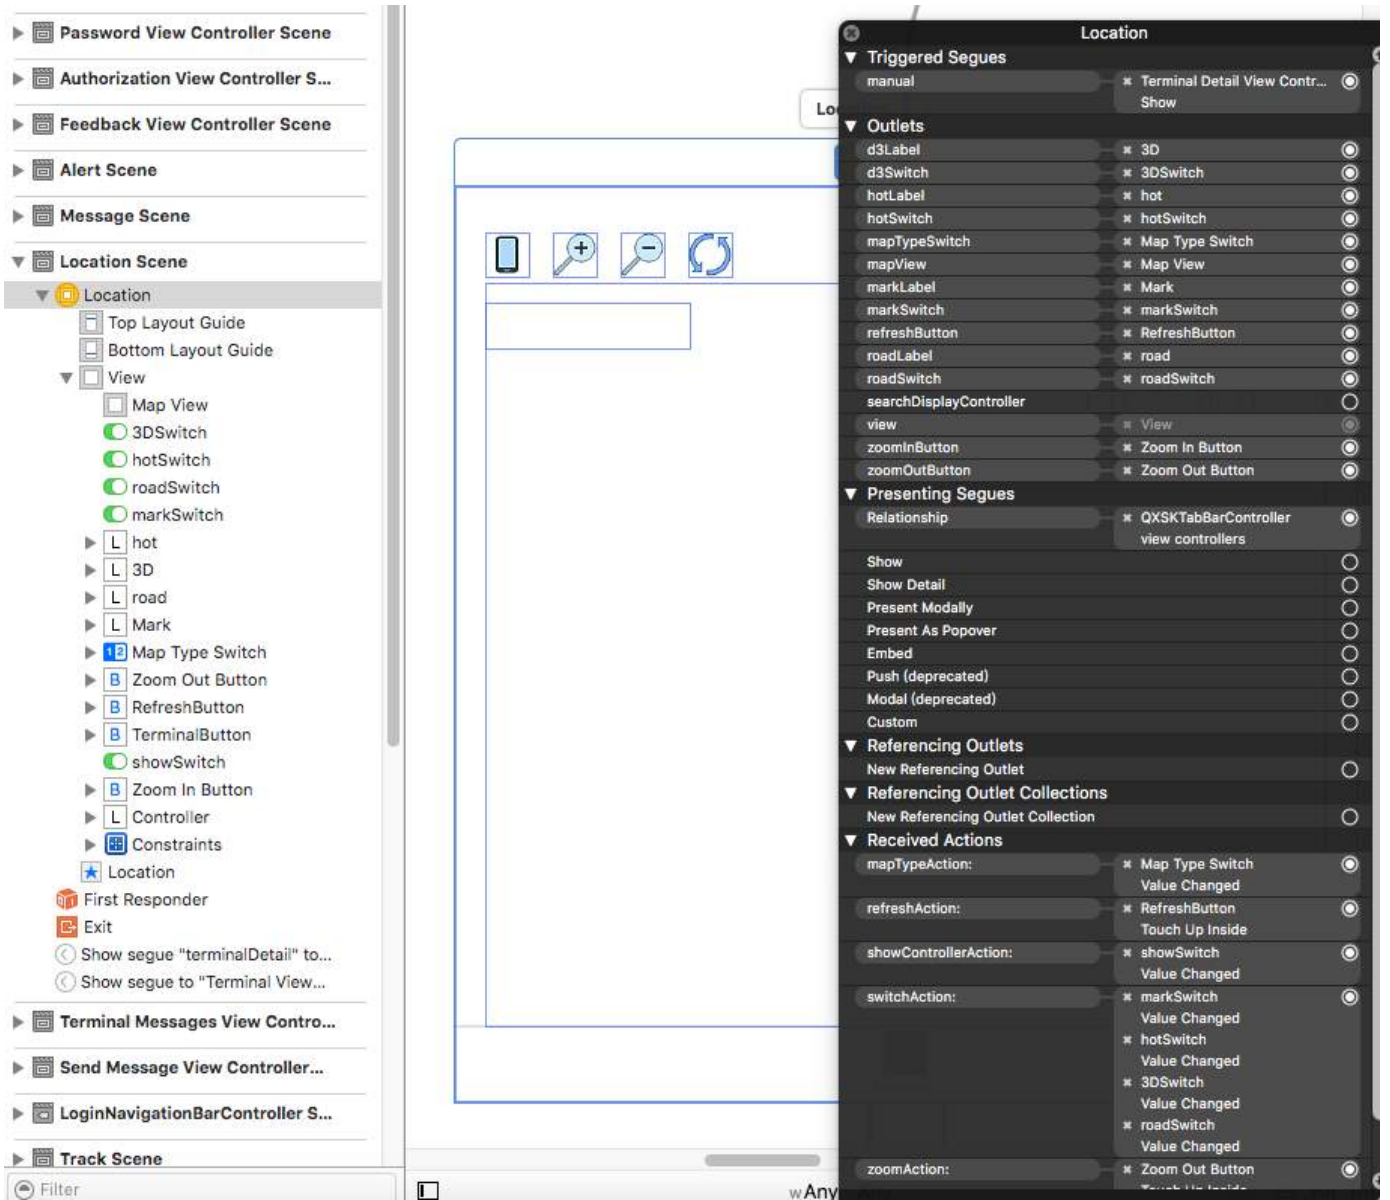 Password View Controller Scene
Authorization View Controller S...
Feedback View Controller Scene
Alert Scene
Message Scene
Location Scene
Location
Top Layout Guide
Bottom Layout Guide
View
Map View
3DSwitch
hotSwitch
roadSwitch
markSwitch
L hot
L 3D
L road
L Mark
1 2 Map Type Switch
B Zoom Out Button
B RefreshButton
B TerminalButton
showSwitch
B Zoom In Button
L Controller
Constraints
Location
First Responder
Exit
Show segue "terminalDetail" to...
Show segue to "Terminal View...
Terminal Messages View Contro...
Send Message View Controller...
LoginNavigationBarController S...
Track Scene
Filter
Lo
wAny
Location
Triggered Segues
manual Terminal Detail View Contr...
Show
Outlets
d3Label 3D
d3Switch 3DSwitch
hotLabel hot
hotSwitch hotSwitch
mapTypeSwitch Map Type Switch
mapView Map View
markLabel Mark
markSwitch markSwitch
refreshButton RefreshButton
roadLabel road
roadSwitch roadSwitch
searchDisplayController
view View
zoomInButton Zoom In Button
zoomOutButton Zoom Out Button
Presenting Segues
Relationship QXSKTabBarController
view controllers
Show
Show Detail
Present Modally
Present As Popover
Embed
Push (deprecated)
Modal (deprecated)
Custom
Referencing Outlets
New Referencing Outlet
Referencing Outlet Collections
New Referencing Outlet Collection
Received Actions
mapTypeAction: Map Type Switch
Value Changed
refreshAction: RefreshButton
Touch Up Inside
showControllerAction: showSwitch
Value Changed
switchAction: markSwitch
Value Changed
hotSwitch
Value Changed
3DSwitch
Value Changed
roadSwitch
Value Changed
zoomAction: Zoom Out Button
Touch Up Inside